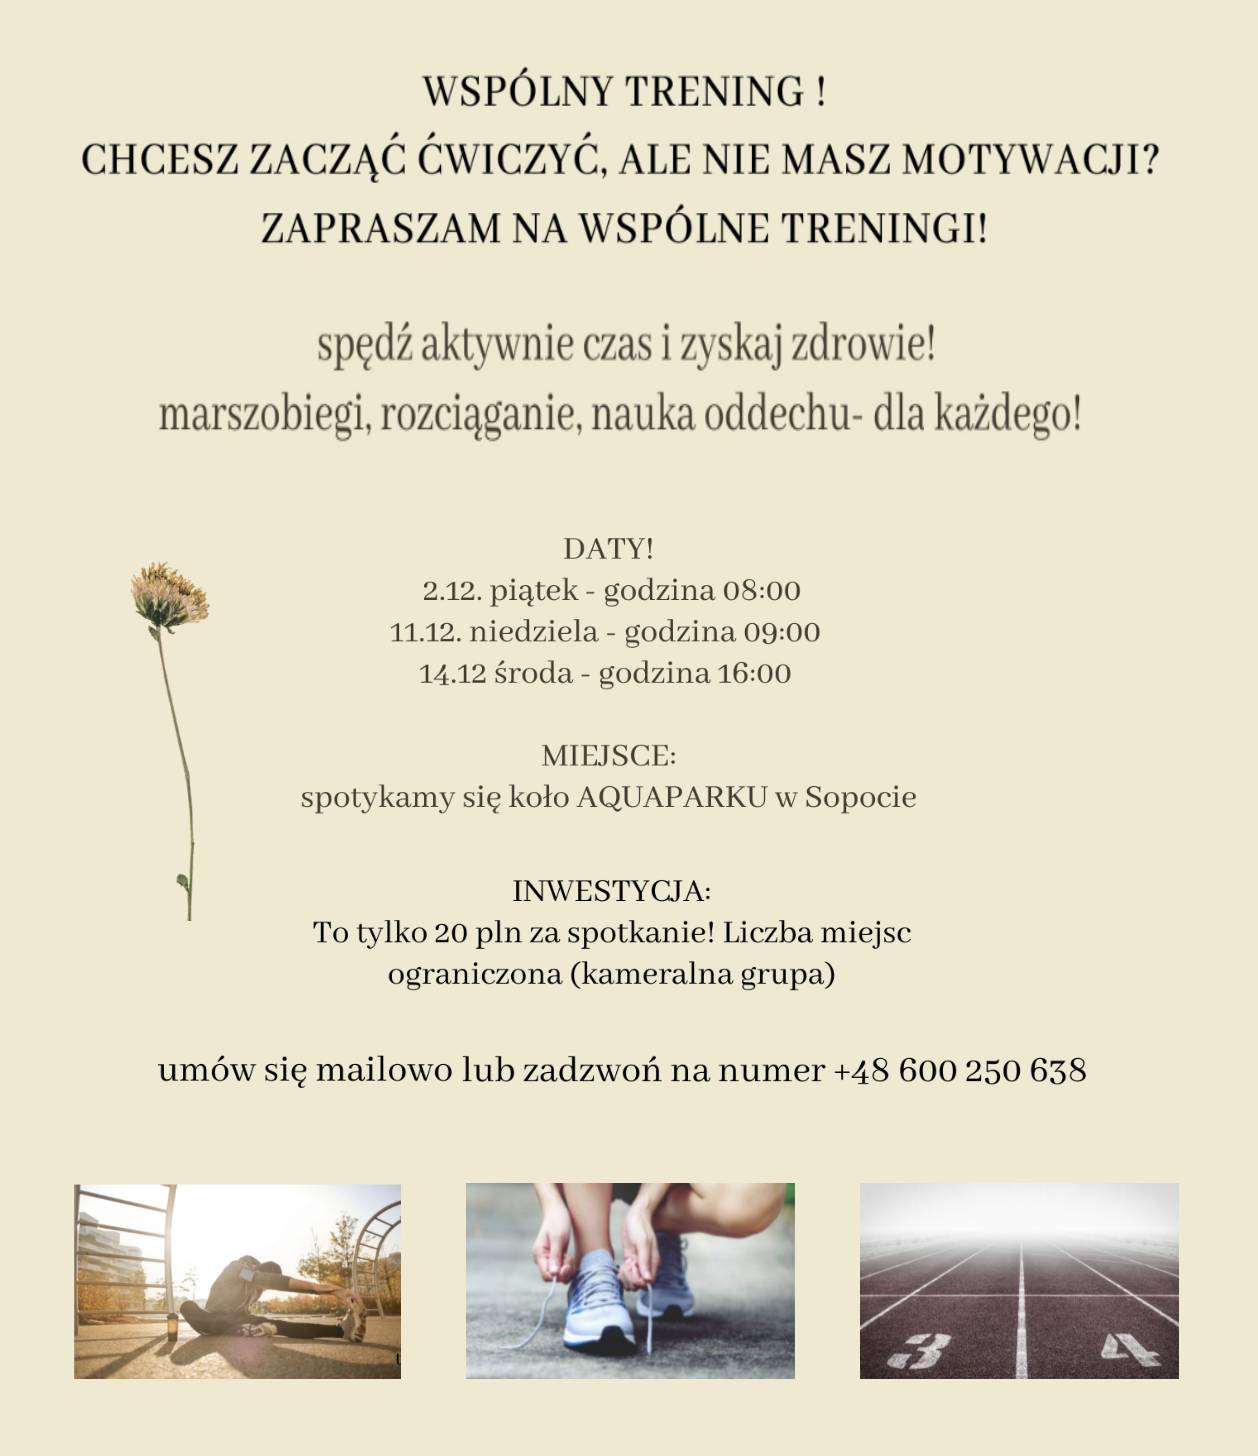 WSPÓLNY TRENING !
CHCESZ ZACZĄĆ ĆWICZYĆ, ALE NIE MASZ MOTYWACJI?
ZAPRASZAM NA WSPÓLNE TRENINGI!
spędź aktywnie czas i zyskaj zdrowie!
marszobiegi, rozciąganie, nauka oddechu- dla każdego!
DATY!
2.12. piątek - godzina 08:00
11.12. niedziela - godzina 09:00
14.12 środa - godzina 16:00
MIEJSCE:
spotykamy się koło AQUAPARKU w Sopocie
INWESTYCJA:
To tylko 20 pln za spotkanie! Liczba miejsc
ograniczona (kameralna grupa)
umów się mailowo lub zadzwoń na numer +48 600 250 638
t
3 4